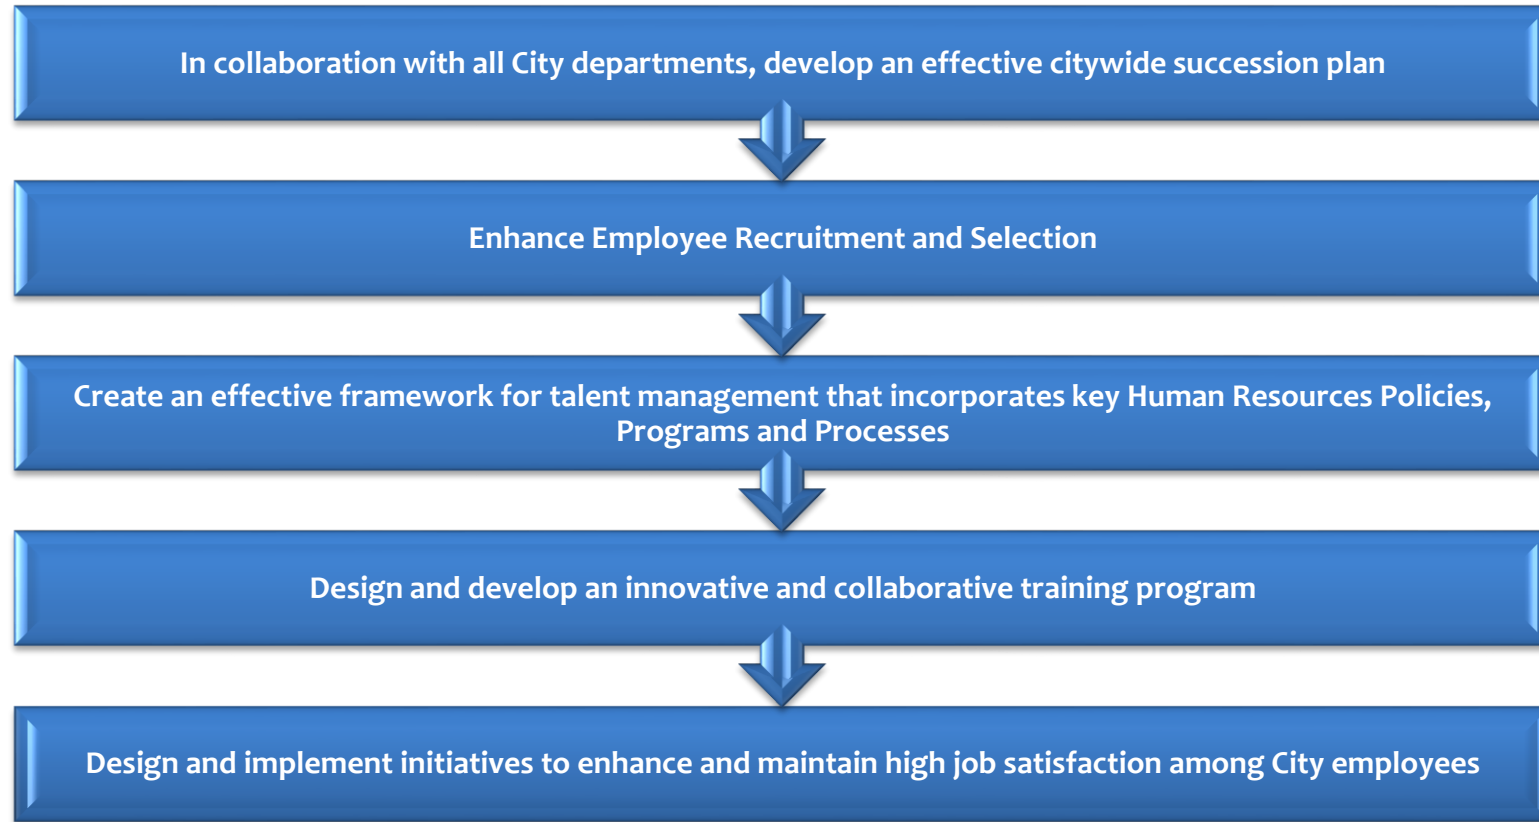 In collaboration with all City departments, develop an effective citywide succession plan
Enhance Employee Recruitment and Selection
Create an effective framework for talent management that incorporates key Human Resources Policies,
Programs and Processes
Design and develop an innovative and collaborative training program
Design and implement initiatives to enhance and maintain high job satisfaction among City employees